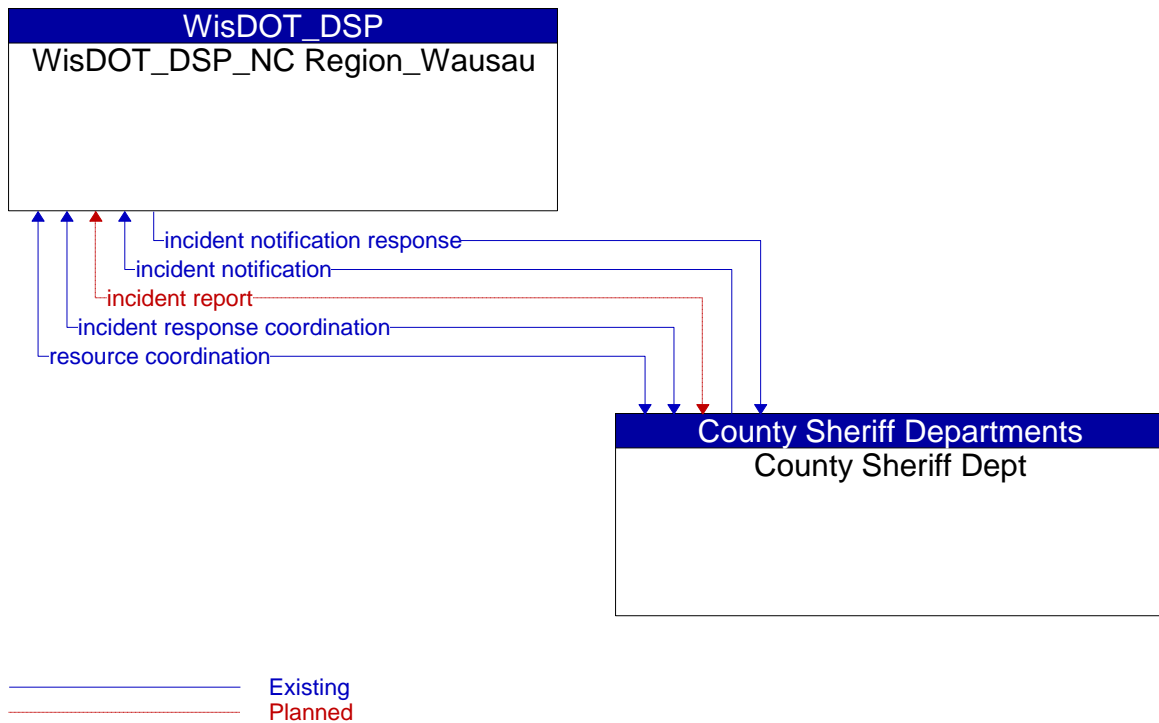 WisDOT_DSP
WisDOT_DSP_NC Region_Wausau
incident notification response
incident notification
incident report
incident response coordination
resource coordination
County Sheriff Departments
County Sheriff Dept
Existing
Planned